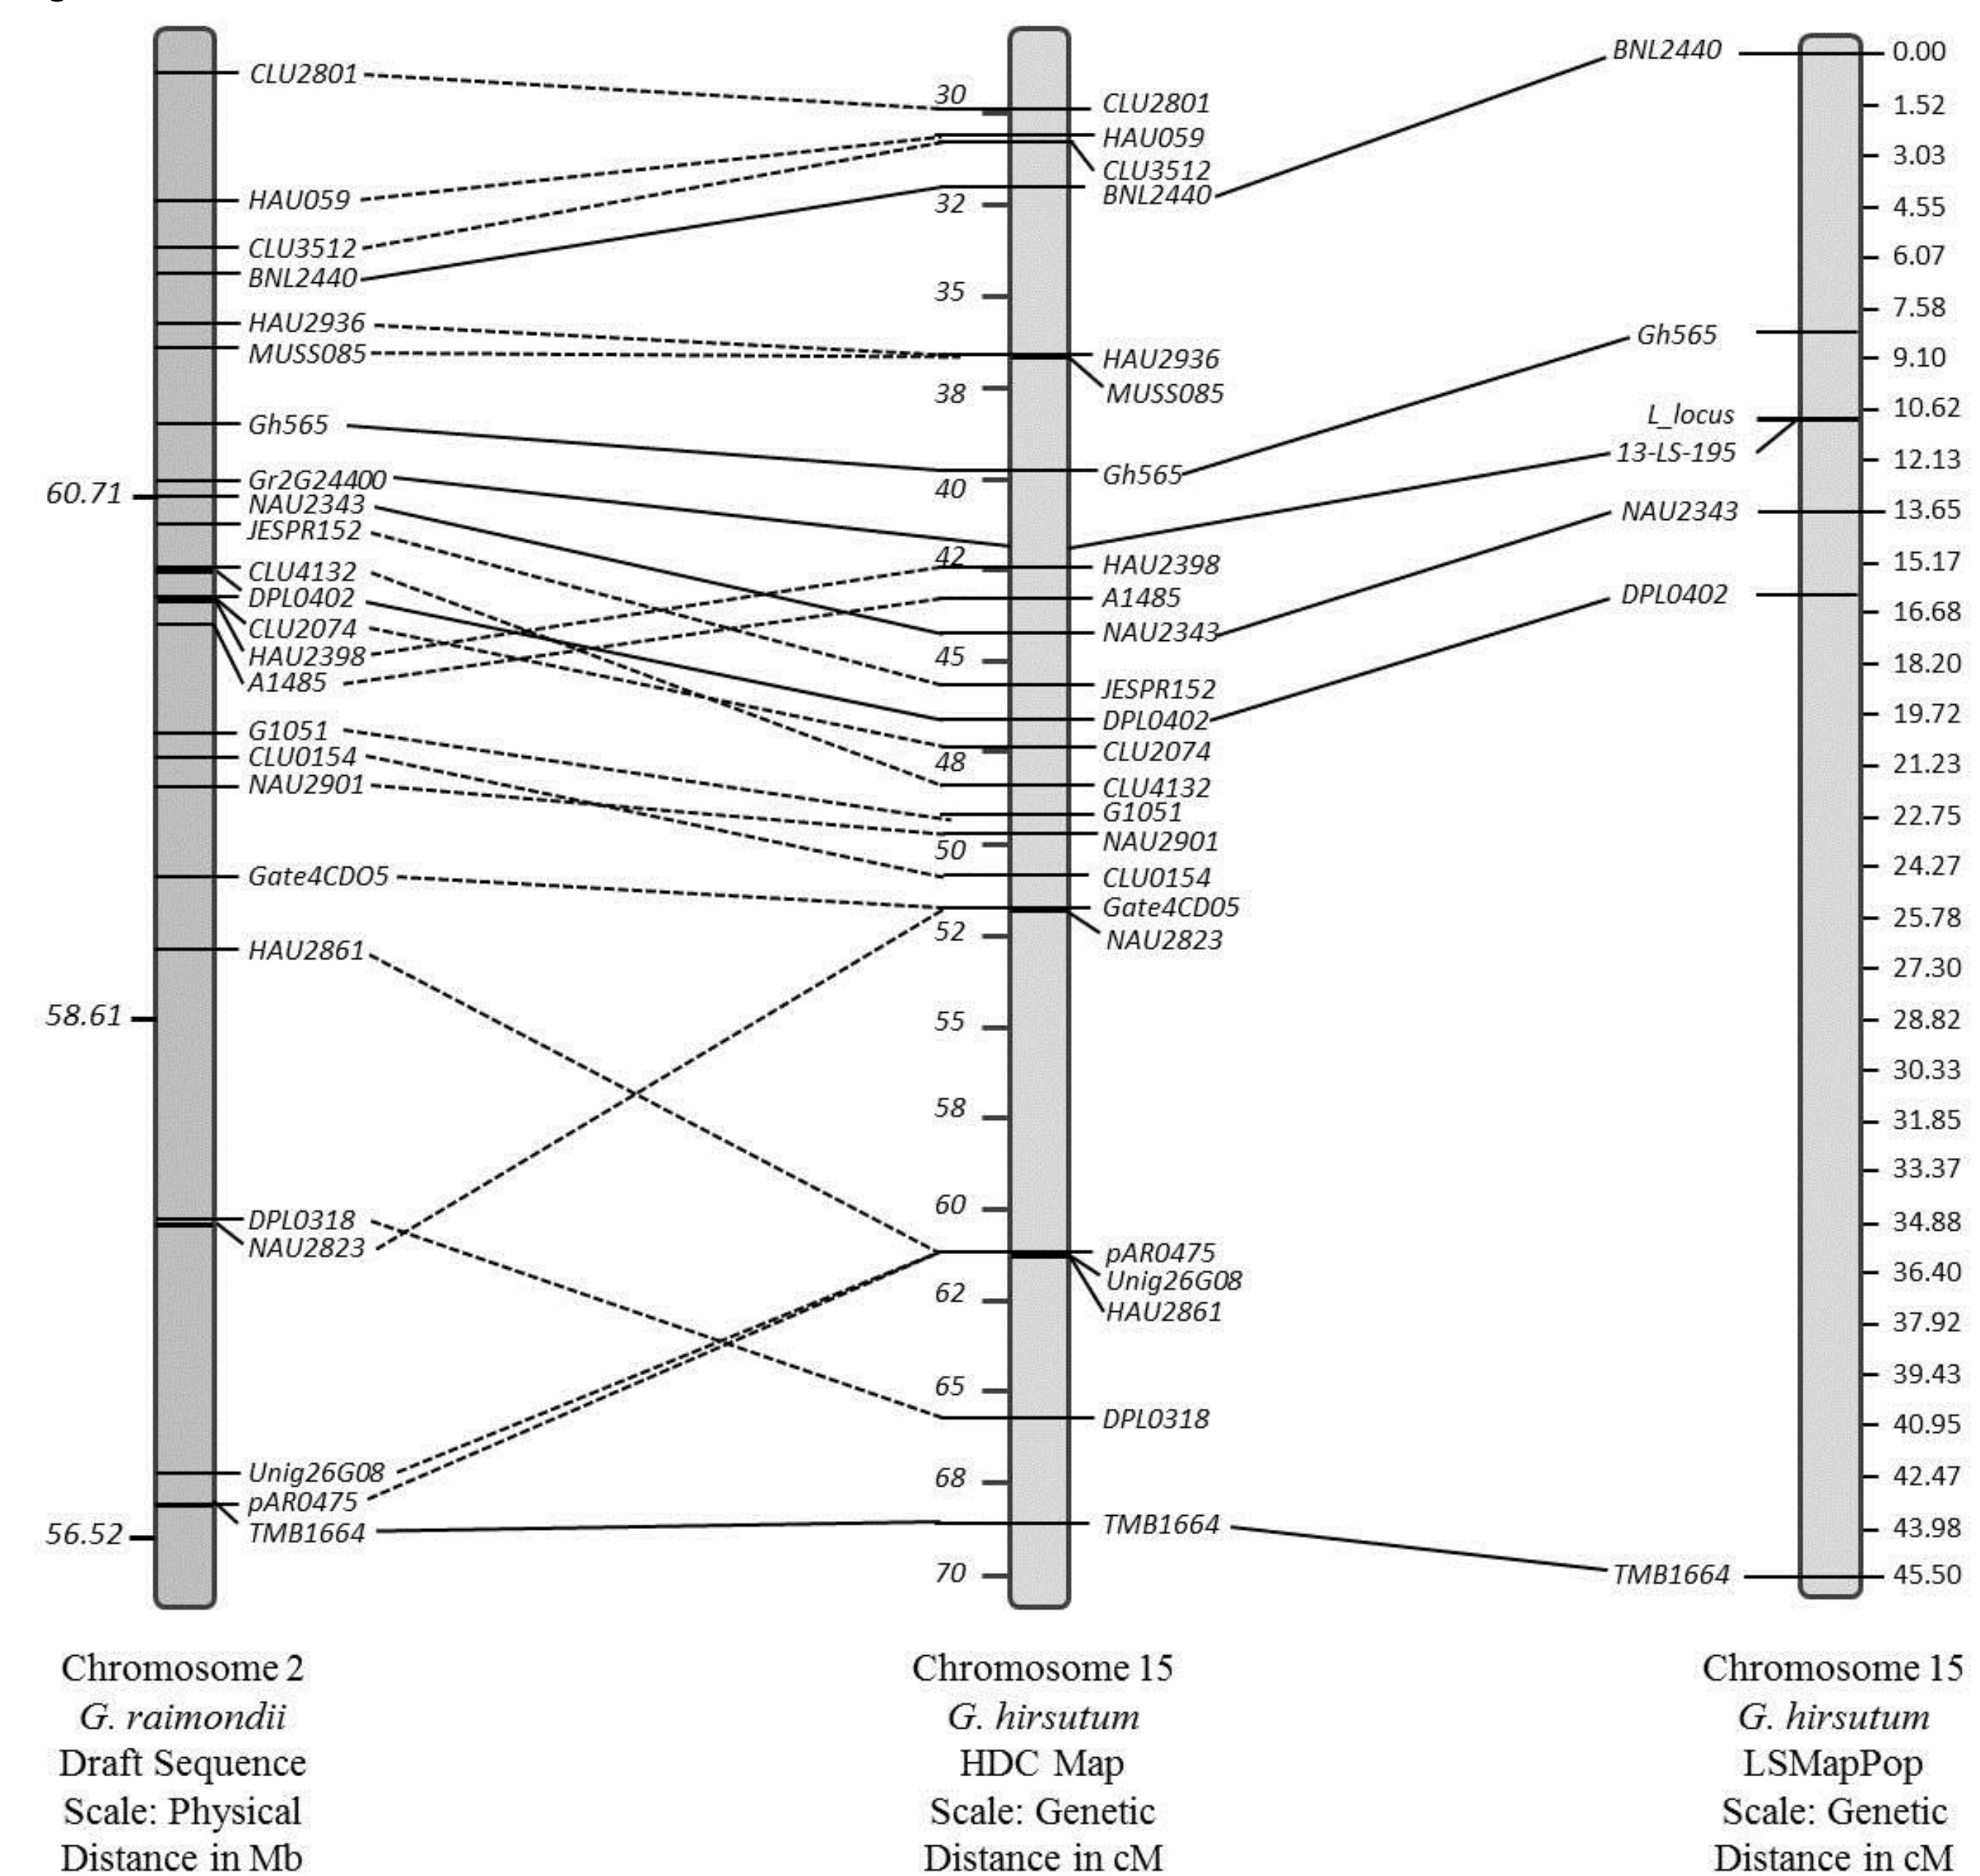 CLU2801
HAU059
CLU3512
BNL2440
HAU2936
MUSS085
Gh565
Gr2G24400
60.71
NAU2343
JESPR152
CLU4132
DPL0402
CLU2074
HAU2398
A1485
G1051
CLU0154
NAU2901
Gate4CDO5
HAU2861
58.61
DPL0318
NAU2823
Unig26G08
pAR0475
56.52
TMB1664
Chromosome 2
G. raimondii
Draft Sequence
Scale: Physical
Distance in Mb
30
32
35
38
40
42
45
48
50
52
55
58
60
62
65
68
70
CLU2801
HAU059
CLU3512
BNL2440
HAU2936
MUSS085
Gh565
HAU2398
A1485
NAU2343
JESPR152
DPL0402
CLU2074
CLU4132
G1051
NAU2901
CLU0154
Gate4CD05
NAU2823
pAR0475
Unig26G08
HAU2861
DPL0318
TMB1664
Chromosome 15
G. hirsutum
HDC Map
Scale: Genetic
Distance in cM
BNL2440
Gh565
L_locus
13-LS-195
NAU2343
DPL0402
TMB1664
0.00
1.52
3.03
4.55
6.07
7.58
9.10
10.62
12.13
13.65
15.17
16.68
18.20
19.72
21.23
22.75
24.27
25.78
27.30
28.82
30.33
31.85
33.37
34.88
36.40
37.92
39.43
40.95
42.47
43.98
45.50
Chromosome 15
G. hirsutum
LSMapPop
Scale: Genetic
Distance in cM